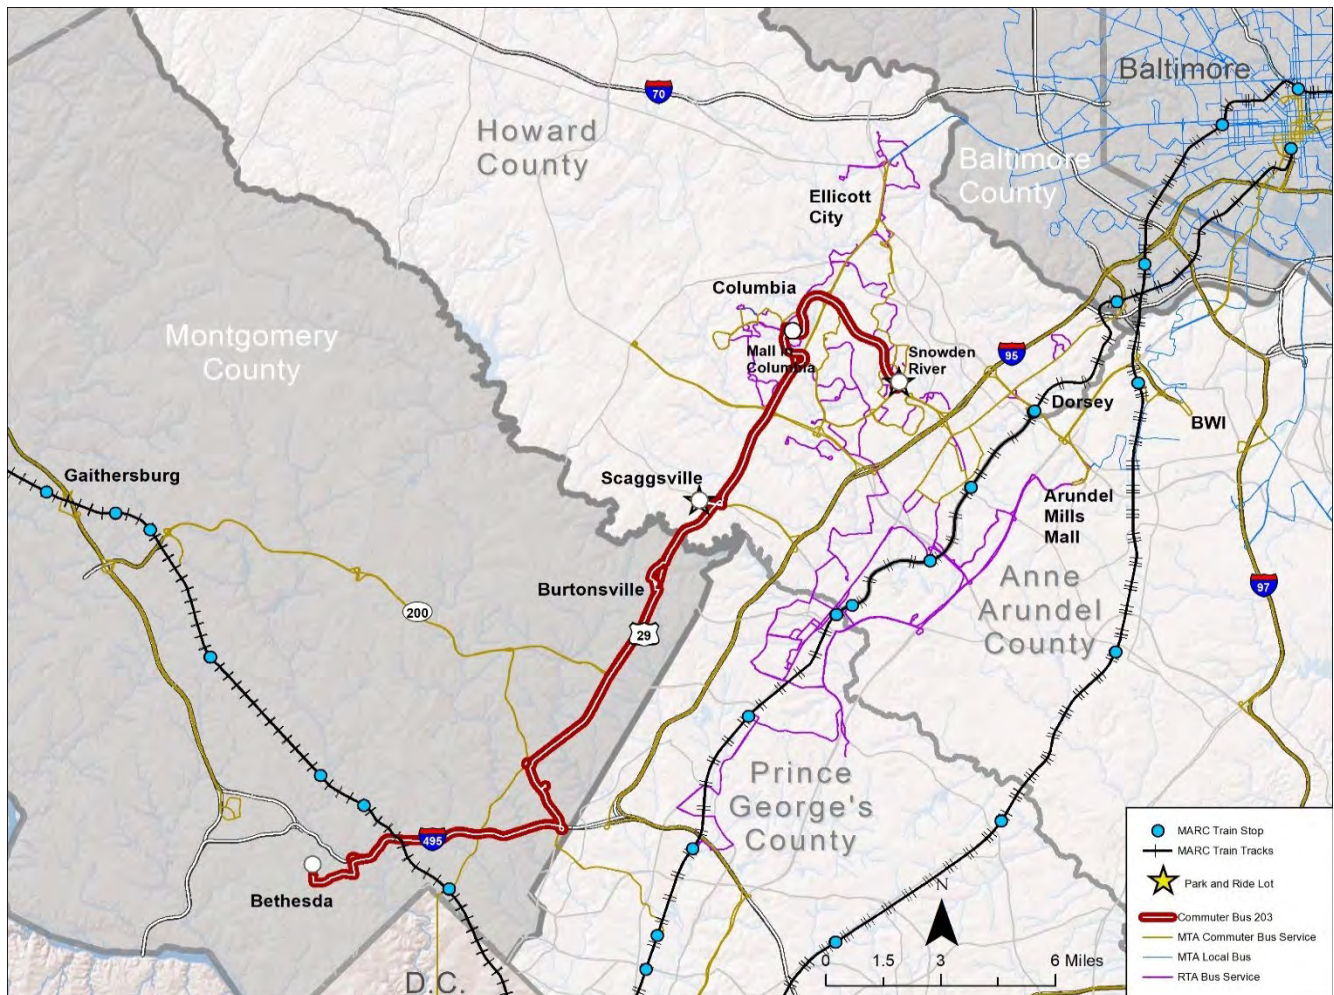 Baltimore
70
Howard
County
Baltimore
County
Ellicott
City
Columbia
Montgomery
County
Mall in
Columbia
Snowden
River
95
Dorsey
BWI
Gaithersburg
Scaggsville
Arundel
Mills
Mall
Burtonsville
Anne
Arundel
County
97
200
29
Prince
George's
County
495
Bethesda
D.C.
N
0 1.5 3 6 Miles
MARC Train Stop
MARC Train Tracks
Park and Ride Lot
Commuter Bus 203
MTA Commuter Bus Service
MTA Local Bus
RTA Bus Service